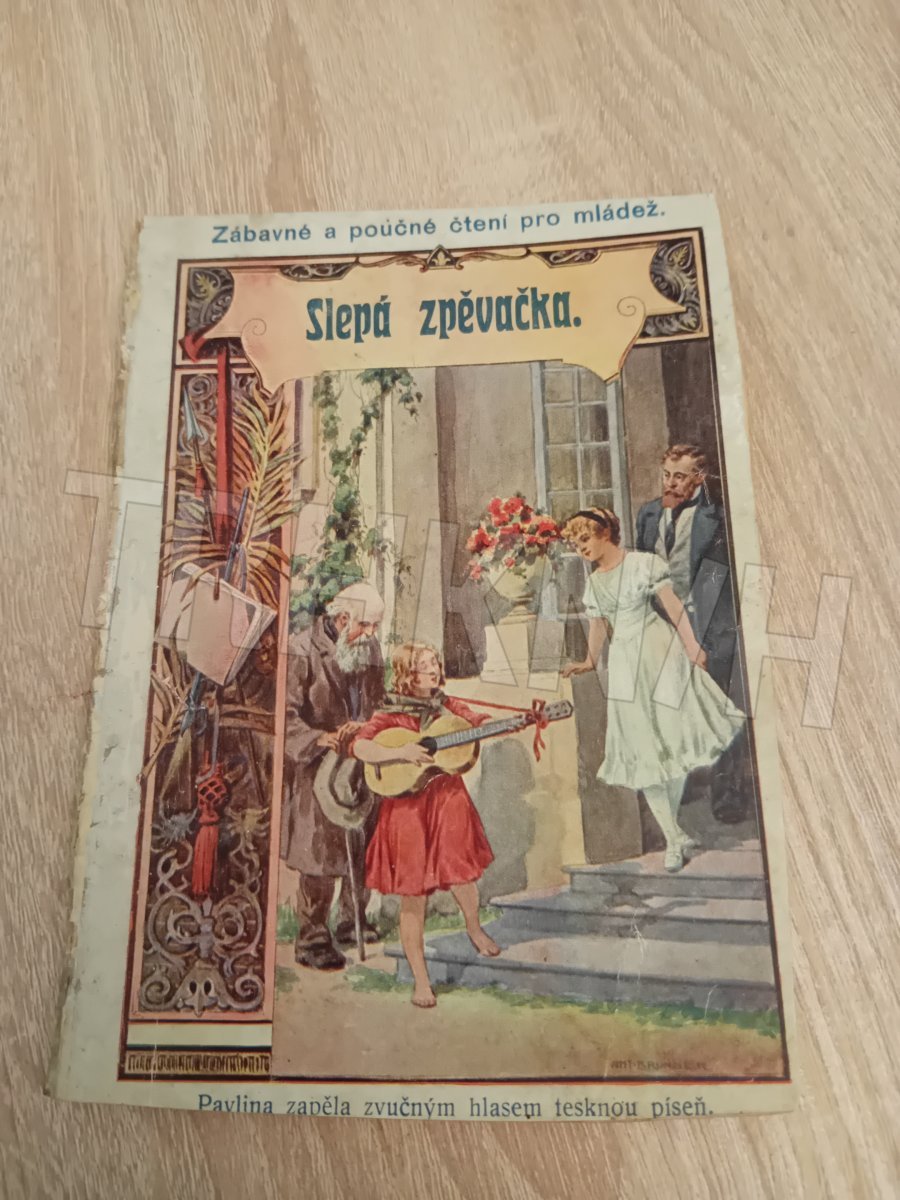 Zábavné a poučné čtení pro mládež.
Slepá zpěvačka.
Pavlina zapěla zvučným hlasem tesknou píseň.